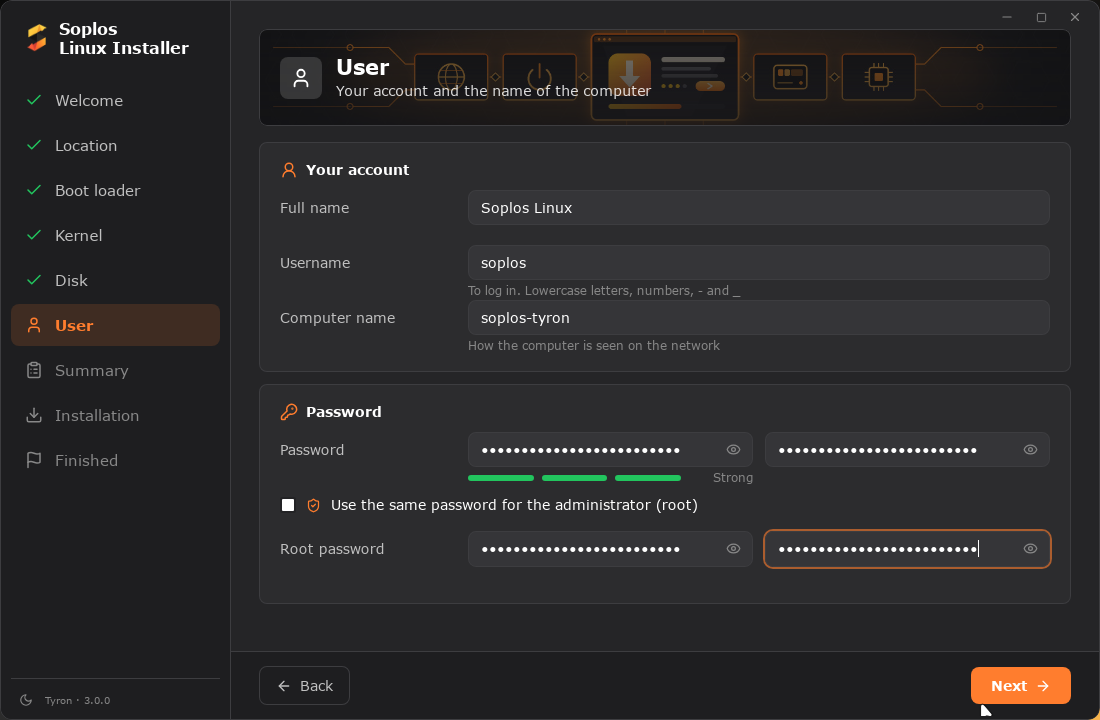 Soplos
Linux Installer
Welcome
Location
Boot loader
Kernel
Disk
User
Summary
Installation
Finished
Tyron · 3.0.0
User
Your account and the name of the computer
Your account
Full name
Soplos Linux
Username
soplos
To log in. Lowercase letters, numbers, - and _
Computer name
soplos-tyron
How the computer is seen on the network
Password
Password
Strong
Use the same password for the administrator (root)
Root password
Back
Next